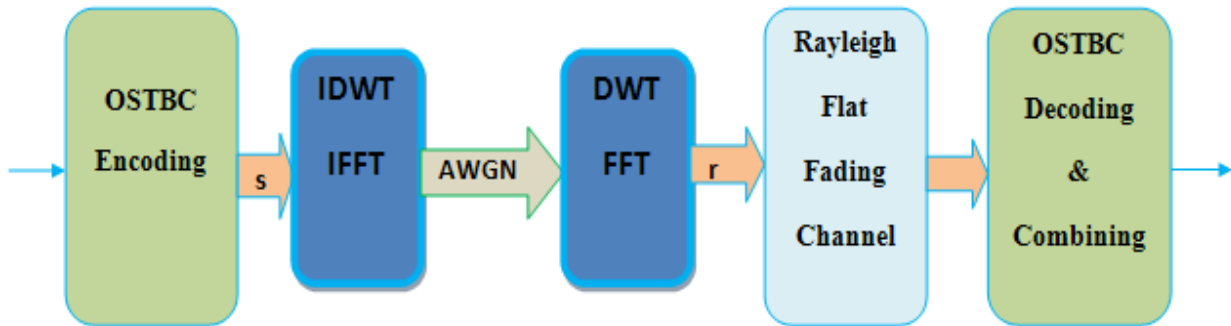 OSTBC
Encoding
s
IDWT
IFFT
AWGN
DWT
FFT
r
Rayleigh
Flat
Fading
Channel
OSTBC
Decoding
&
Combining